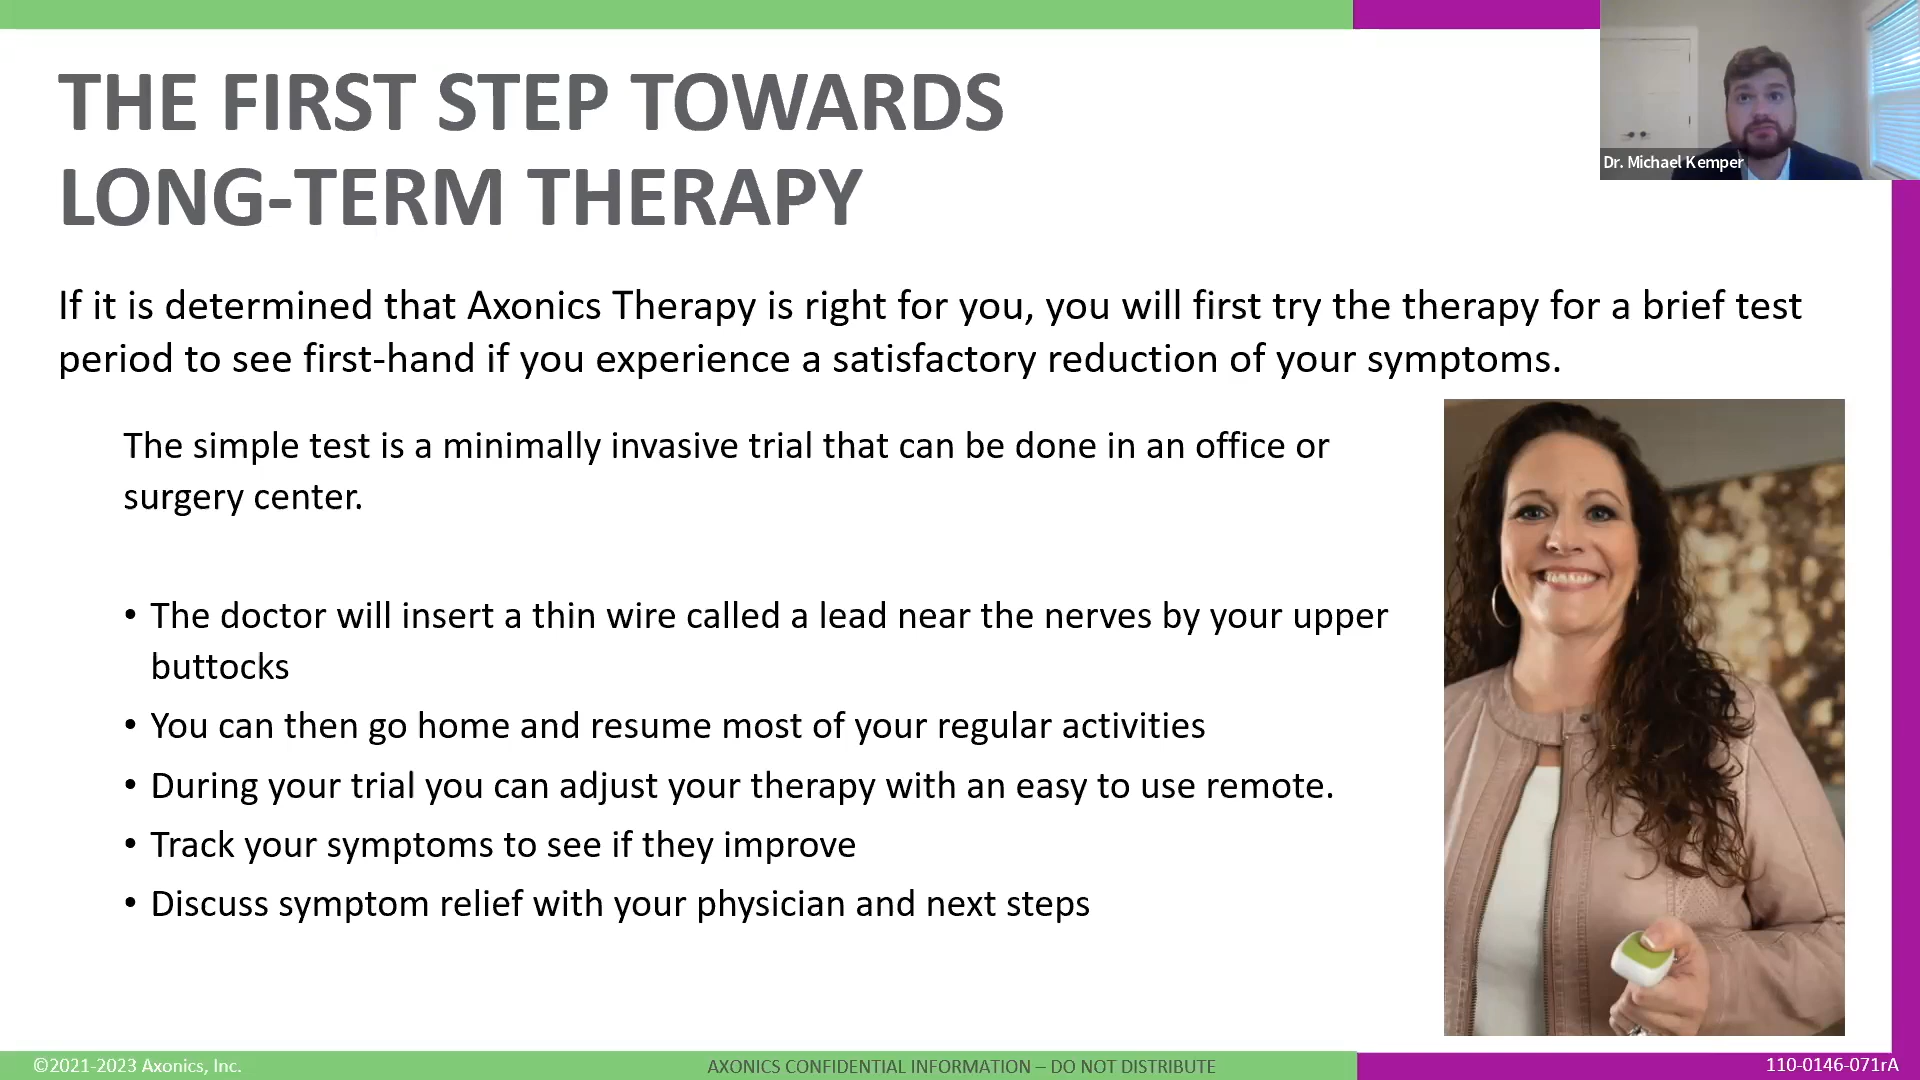 Dr. Michael Kemper
THE FIRST STEP TOWARDS
LONG-TERM THERAPY
If it is determined that Axonics Therapy is right for you, you will first try the therapy for a brief test
period to see first-hand if you experience a satisfactory reduction of your symptoms.
The simple test is a minimally invasive trial that can be done in an office or
surgery center.
• The doctor will insert a thin wire called a lead near the nerves by your upper
buttocks
• You can then go home and resume most of your regular activities
• During your trial you can adjust your therapy with an easy to use remote.
• Track your symptoms to see if they improve
• Discuss symptom relief with your physician and next steps
©2021-2023 Axonics, Inc.
AXONICS CONFIDENTIAL INFORMATION – DO NOT DISTRIBUTE
110-0146-071rA